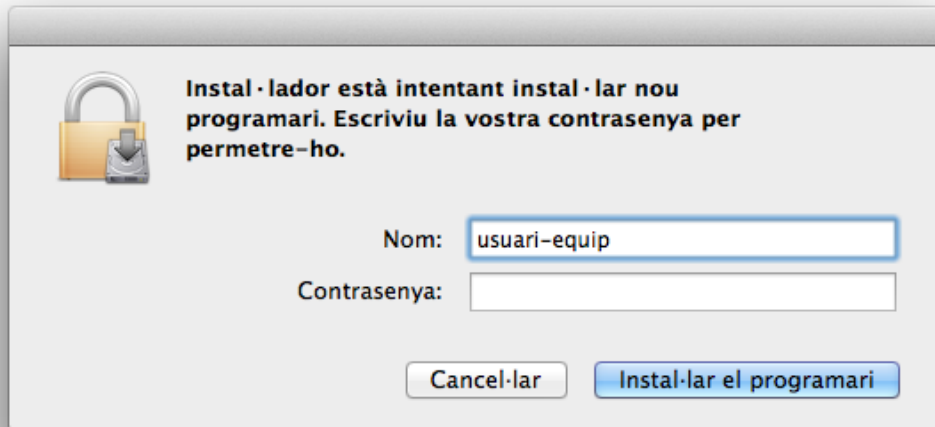 Instal·lador està intentant instal·lar nou
programari. Escriviu la vostra contrasenya per
permetre-ho.
Nom: usuari-equip
Contrasenya:
Cancel·lar Instal·lar el programari